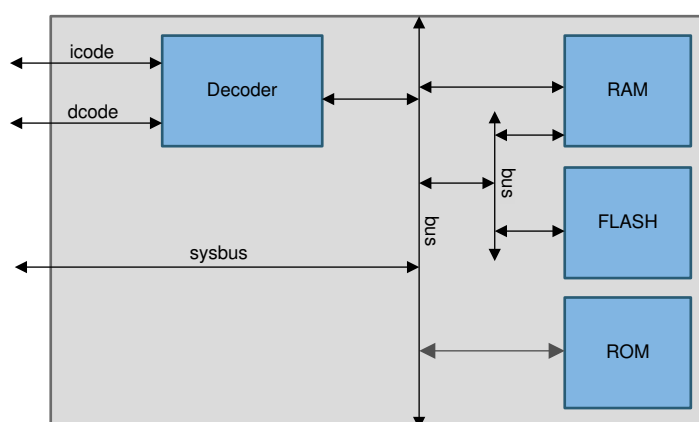 icode
Decoder
RAM
dcode
bus
FLASH
bus
sysbus
ROM